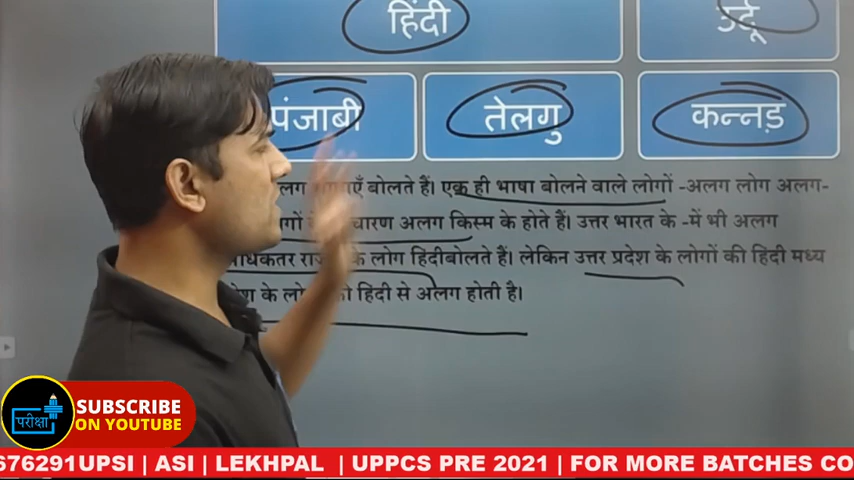 हिंदी
उर्दू
पंजाबी
तेलगु
कन्नड़
बोलते हैं। एक ही भाषा बोलने वाले लोगों -अलग लोग अलग-
अलग किस्म के होते हैं। उत्तर भारत के -में भी अलग
के लोग हिदीबोलते हैं। लेकिन उत्तर प्रदेश के लोगों की हिदी मध्य
के हिदी से अलग होती है।
परीक्षा
SUBSCRIBE
ON YOUTUBE
676291UPSI | ASI | LEKHPAL | UPPCS PRE 2021 | FOR MORE BATCHES CO